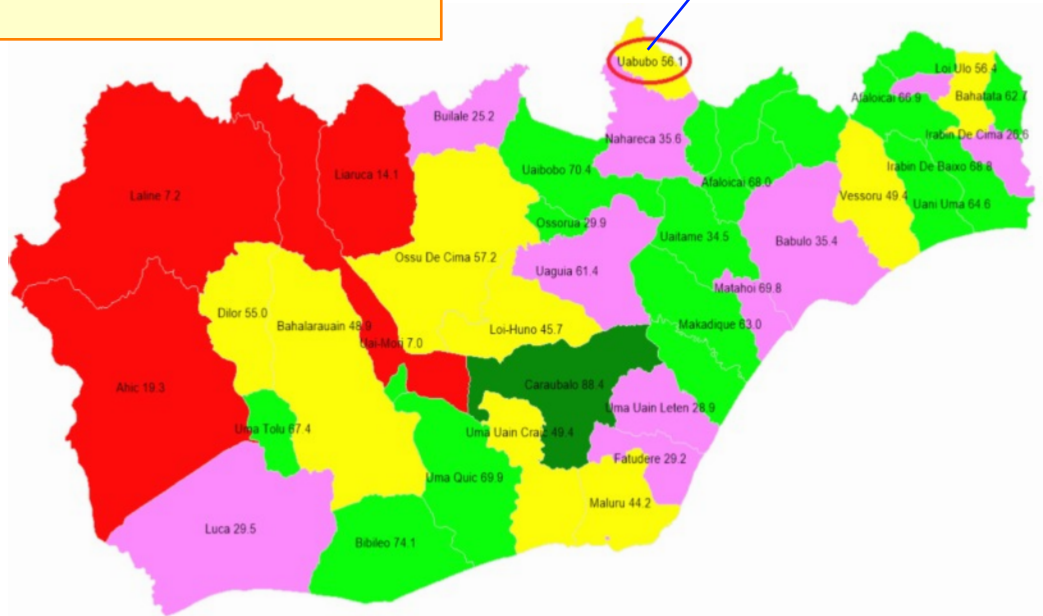 Uabubo 56.1
Loi Ulo 56.4
Afaloicai 66.9
Bahatata 62.7
Builale 25.2
Nahareca 35.6
Irabin De Cima 26.6
Laline 7.2
Liaruca 14.1
Uaibobo 70.4
Afaloicai 68.0
Irabin De Baixo 68.8
Vessoru 49.4
Uani Uma 64.6
Ossorua 29.9
Uaitame 34.5
Babulo 35.4
Ossu De Cima 57.2
Uaguia 61.4
Matahoi 69.8
Dilor 55.0
Bahalarauain 48.9
Loi-Huno 45.7
Makadique 63.0
Uai-Mori 7.0
Ahic 19.3
Caraubalo 88.4
Uma Uain Leten 28.9
Uma Tolu 67.4
Uma Uain Craic 49.4
Fatudere 29.2
Uma Quic 69.9
Maluru 44.2
Luca 29.5
Bibileo 74.1